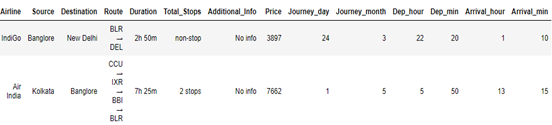 Airline Source Destination Route Duration Total_Stops Additional_Info Price Journey_day Journey_month Dep_hour Dep_min Arrival_hour Arrival_min
IndiGo Banglore New Delhi BLR → DEL 2h 50m non-stop No info 3897 24 3 22 20 1 10
Air India Kolkata Banglore CCU → IXR → BBI → BLR 7h 25m 2 stops No info 7662 1 5 5 50 13 15